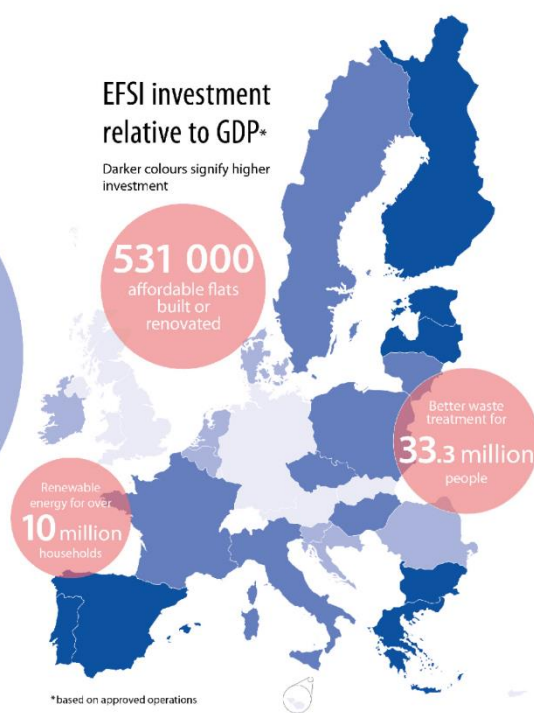 EFSI investment
relative to GDP*
Darker colours signify higher
investment
531 000
affordable flats
built or
renovated
Better waste
treatment for
33.3 million
people
Renewable
energy for over
10 million
households
*based on approved operations